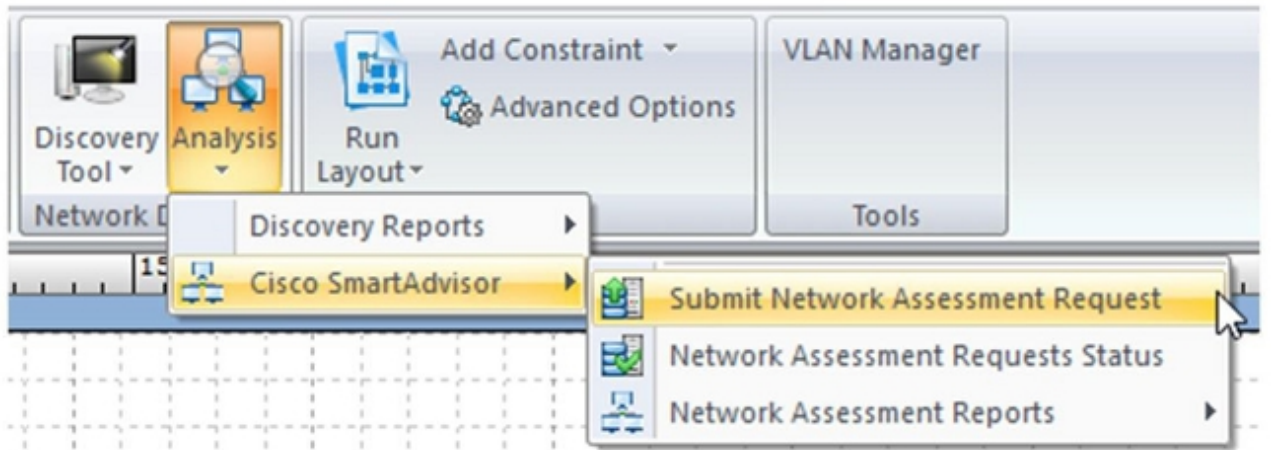 Discovery Tool
Analysis
Run Layout
Add Constraint
Advanced Options
VLAN Manager
Network D
Tools
15
Discovery Reports
Cisco SmartAdvisor
Submit Network Assessment Request
Network Assessment Requests Status
Network Assessment Reports